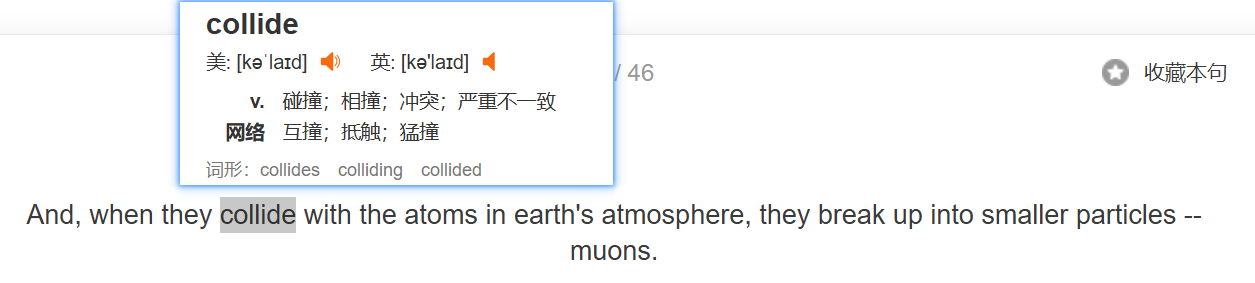 collide
美: [kəˈlaɪd] 英: [kə'laɪd]
/ 46
收藏本句
v. 碰撞；相撞；冲突；严重不一致
网络 互撞；抵触；猛撞
词形：collides colliding collided
And, when they collide with the atoms in earth's atmosphere, they break up into smaller particles --
muons.